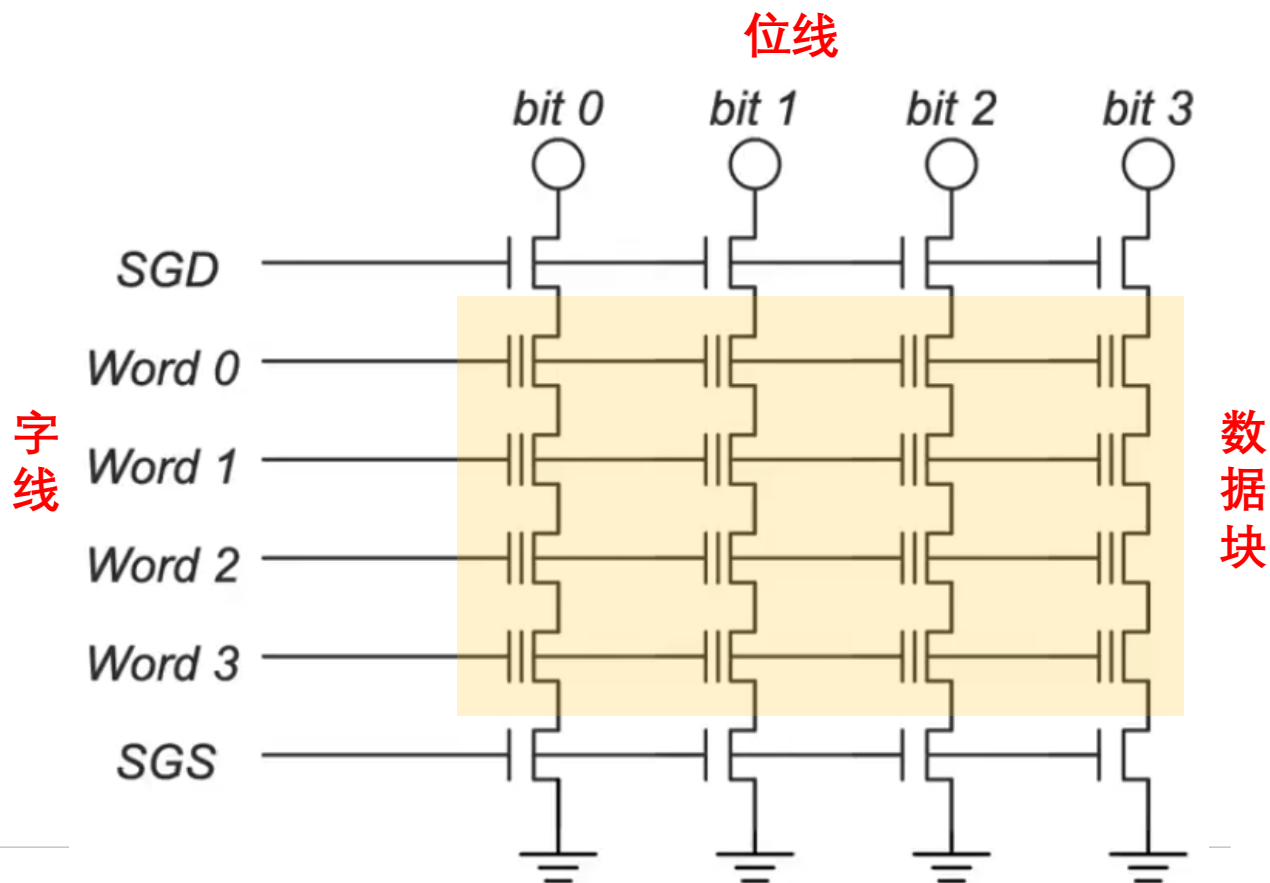 位线
bit 0 bit 1 bit 2 bit 3
SGD
Word 0
Word 1
Word 2
Word 3
SGS
字线
数据块